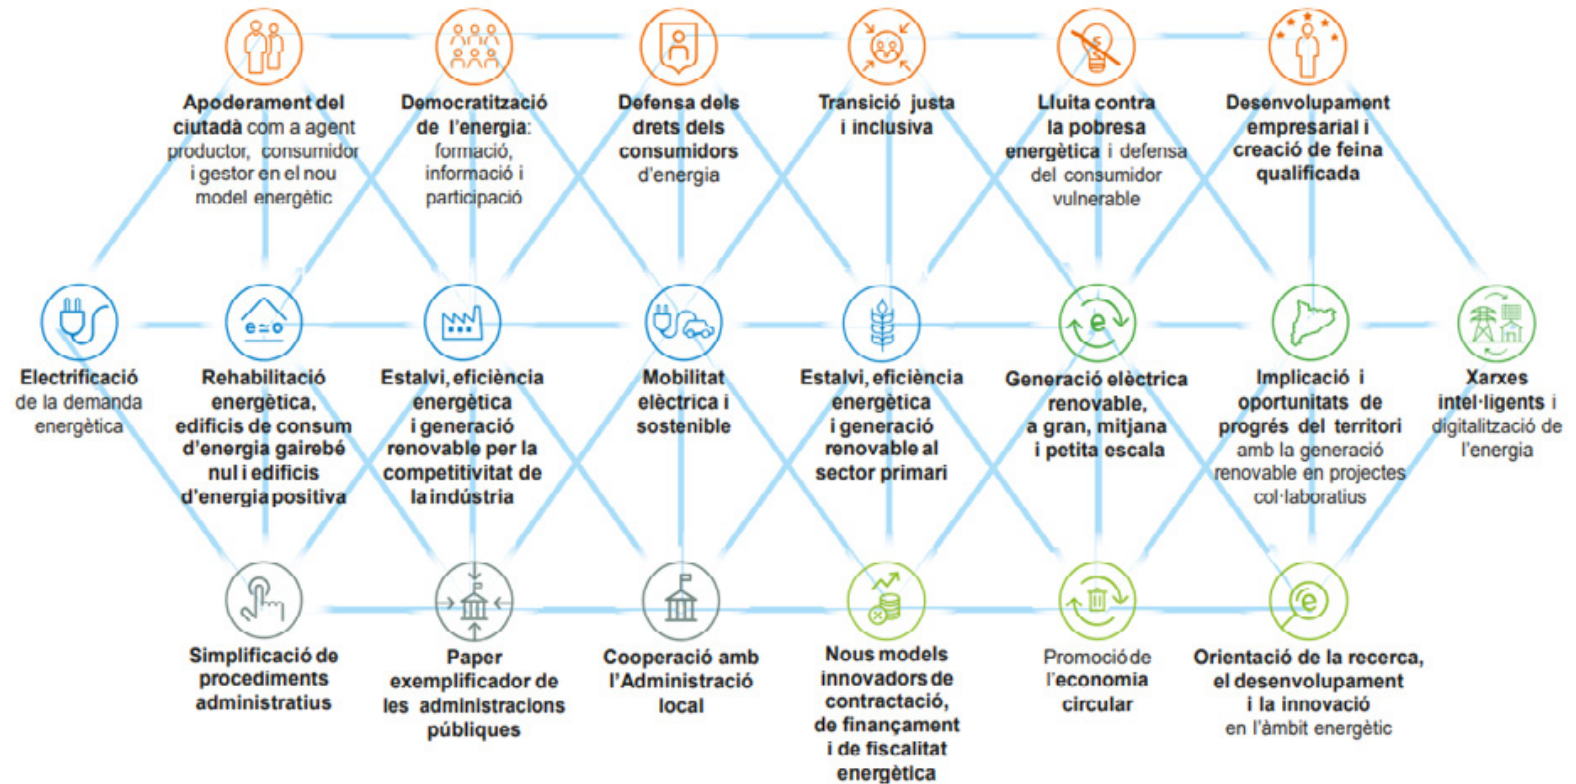 Apoderament del
ciutadà com a agent
productor, consumidor
i gestor en el nou
model energètic
Democratització
de l'energia:
formació,
informació i
participació
Defensa dels
drets dels
consumidors
d'energia
Transició justa
i inclusiva
Lluita contra
la pobresa
energètica i defensa
del consumidor
vulnerable
Desenvolupament
empresarial i
creació de feina
qualificada
e≃o
e
Electrificació
de la demanda
energètica
Rehabilitació
energètica,
edificis de consum
d'energia gairebé
nul i edificis
d'energia positiva
Estalvi, eficiència
energètica
i generació
renovable per la
competitivitat de
la indústria
Mobilitat
elèctrica i
sostenible
Estalvi, eficiència
energètica
i generació
renovable al
sector primari
Generació elèctrica
renovable,
a gran, mitjana
i petita escala
Implicació i
oportunitats de
progrés del territori
amb la generació
renovable en projectes
col·laboratius
Xarxes
intel·ligents i
digitalització de
l'energia
e
Simplificació de
procediments
administratius
Paper
exemplificador de
les administracions
públiques
Cooperació amb
l'Administració
local
Nous models
innovadors de
contractació,
de finançament
i de fiscalitat
energètica
Promoció de
l'economia
circular
Orientació de la recerca,
el desenvolupament
i la innovació
en l'àmbit energètic